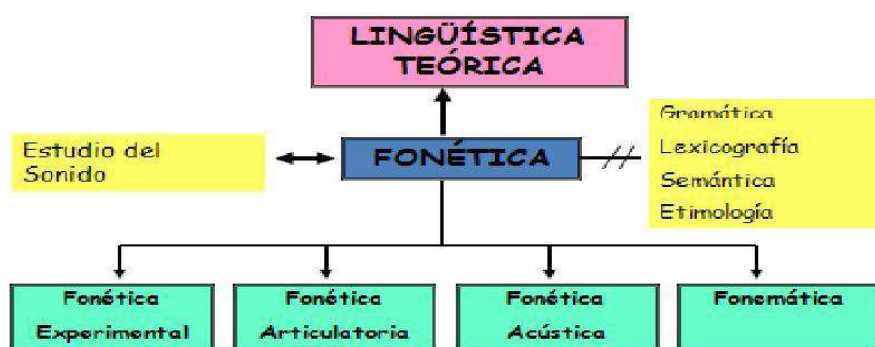 LINGÜÍSTICA
TEÓRICA
Estudio del
Sonido
FONÉTICA
Gramática
Lexicografía
Semántica
Etimología
Fonética
Experimental
Fonética
Articulatoria
Fonética
Acústica
Fonemática